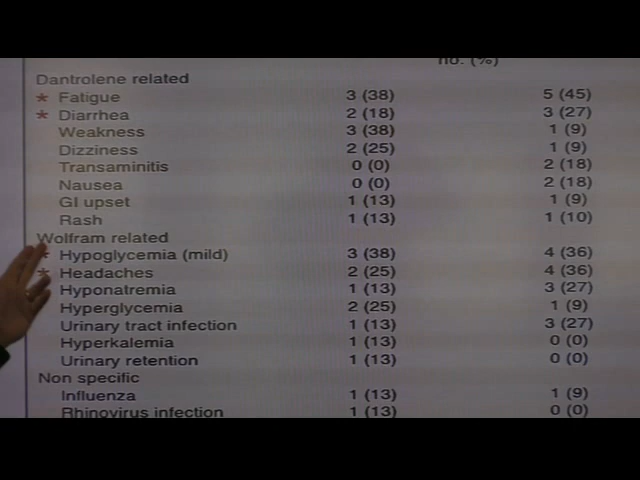 no. (%)
Dantrolene related
* Fatigue 3 (38) 5 (45)
* Diarrhea 2 (18) 3 (27)
Weakness 3 (38) 1 (9)
Dizziness 2 (25) 1 (9)
Transaminitis 0 (0) 2 (18)
Nausea 0 (0) 2 (18)
GI upset 1 (13) 1 (9)
Rash 1 (13) 1 (10)
Wolfram related
* Hypoglycemia (mild) 3 (38) 4 (36)
* Headaches 2 (25) 4 (36)
Hyponatremia 1 (13) 3 (27)
Hyperglycemia 2 (25) 1 (9)
Urinary tract infection 1 (13) 3 (27)
Hyperkalemia 1 (13) 0 (0)
Urinary retention 1 (13) 0 (0)
Non specific
Influenza 1 (13) 1 (9)
Rhinovirus infection 1 (13) 0 (0)